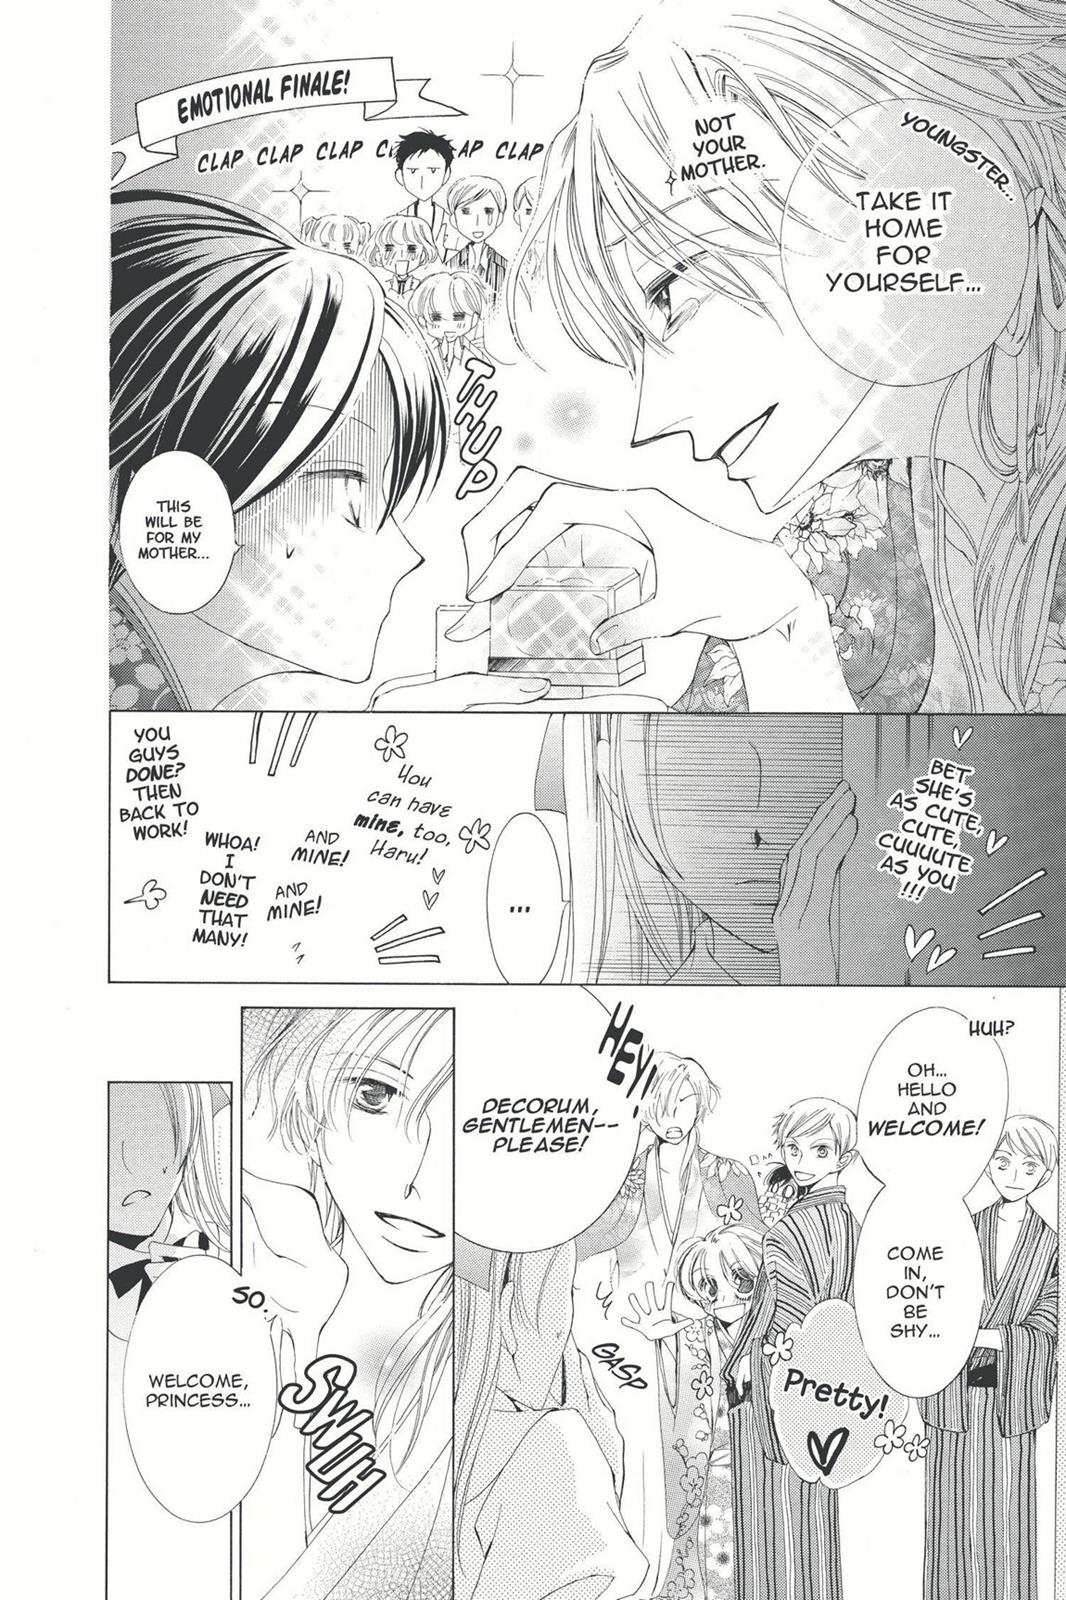 YOUNGSTER...
TAKE IT
HOME
FOR
YOURSELF...
NOT
YOUR
MOTHER.
EMOTIONAL FINALE!
CLAP CLAP CLAP C AP CLAP
THUP
THIS
WILL BE
FOR MY
MOTHER...
BET
SHE'S
AS CUTE,
CUTE,
CUUUUTE
AS YOU
!!!
...
You
can have
mine, too,
Haru!
AND
MINE!
AND
MINE!
WHOA!
I
DON'T
NEED
THAT
MANY!
YOU
GUYS
DONE?
THEN
BACK TO
WORK!
HUH?
OH...
HELLO
AND
WELCOME!
COME
IN,
DON'T
BE
SHY...
Pretty!
HEY!
DECORUM,
GENTLEMEN--
PLEASE!
GASP
SO...
SWUH
WELCOME,
PRINCESS...